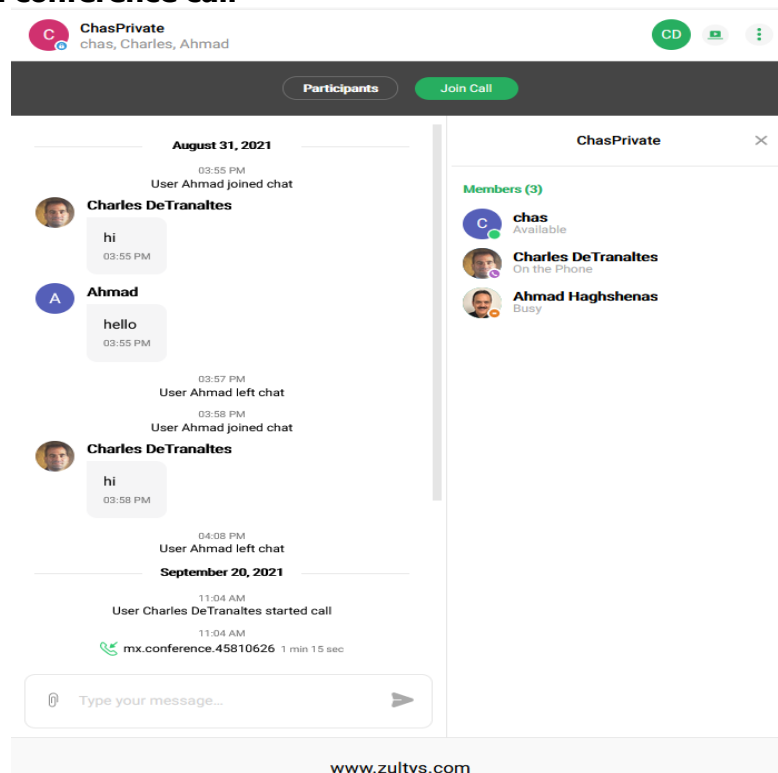 conference call
C
ChasPrivate
chas, Charles, Ahmad
CD
Participants
Join Call
August 31, 2021
03:55 PM
User Ahmad joined chat
Charles DeTranaltes
hi
03:55 PM
A
Ahmad
hello
03:55 PM
03:57 PM
User Ahmad left chat
03:58 PM
User Ahmad joined chat
Charles DeTranaltes
hi
03:58 PM
04:08 PM
User Ahmad left chat
September 20, 2021
11:04 AM
User Charles DeTranaltes started call
11:04 AM
mx.conference.45810626 1 min 15 sec
Type your message...
ChasPrivate
Members (3)
C
chas
Available
Charles DeTranaltes
On the Phone
Ahmad Haghshenas
Busy
www.zultys.com